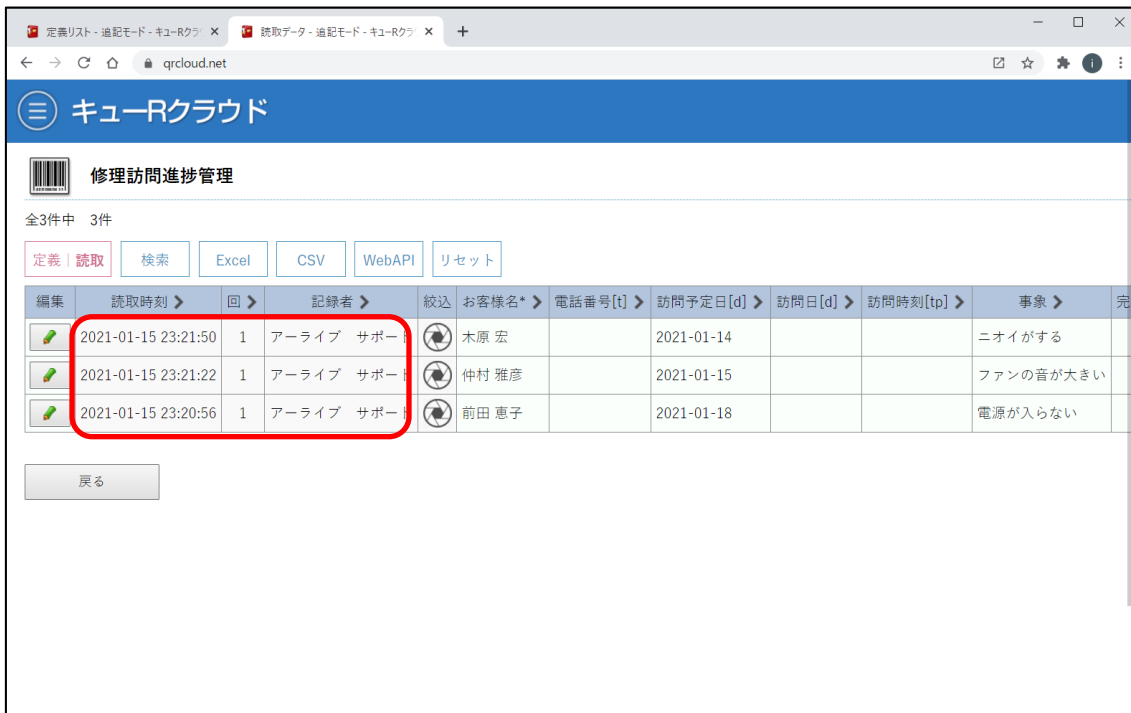 定義リスト - 追記モード - キューRクラ
読取データ - 追記モード - キューRクラ
qrcloud.net
i
キューRクラウド
修理訪問進捗管理
全3件中 3件
定義｜読取 検索 Excel CSV WebAPI リセット
編集 読取時刻 回 記録者 絞込 お客様名* 電話番号[t] 訪問予定日[d] 訪問日[d] 訪問時刻[tp] 事象 完
2021-01-15 23:21:50 1 アーライブ サポート 木原 宏 2021-01-14 ニオイがする
2021-01-15 23:21:22 1 アーライブ サポート 仲村 雅彦 2021-01-15 ファンの音が大きい
2021-01-15 23:20:56 1 アーライブ サポート 前田 恵子 2021-01-18 電源が入らない
戻る